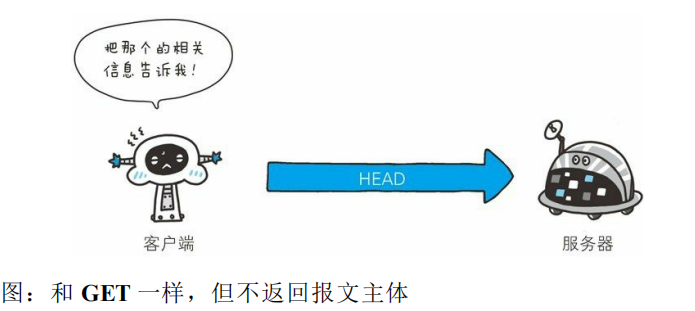 把那个的相关
信息告诉我！
HEAD
客户端
服务器
图：和 GET 一样，但不返回报文主体